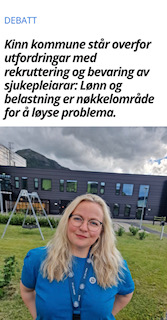 DEBATT
Kinn kommune står overfor
utfordringar med
rekruttering og bevaring av
sjukepleiarar: Lønn og
belastning er nøkkelområde
for å løyse problema.